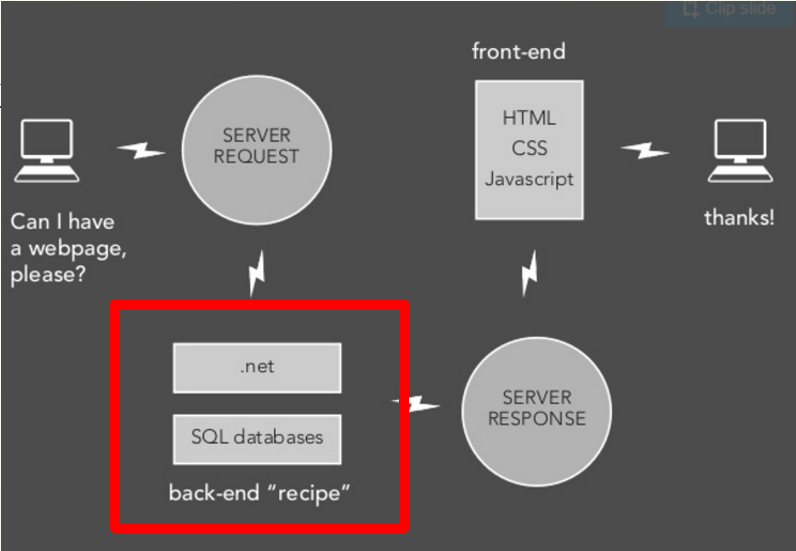 Clip slide
front-end
SERVER
REQUEST
HTML
CSS
Javascript
Can I have
a webpage,
please?
thanks!
.net
SQL databases
back-end “recipe”
SERVER
RESPONSE